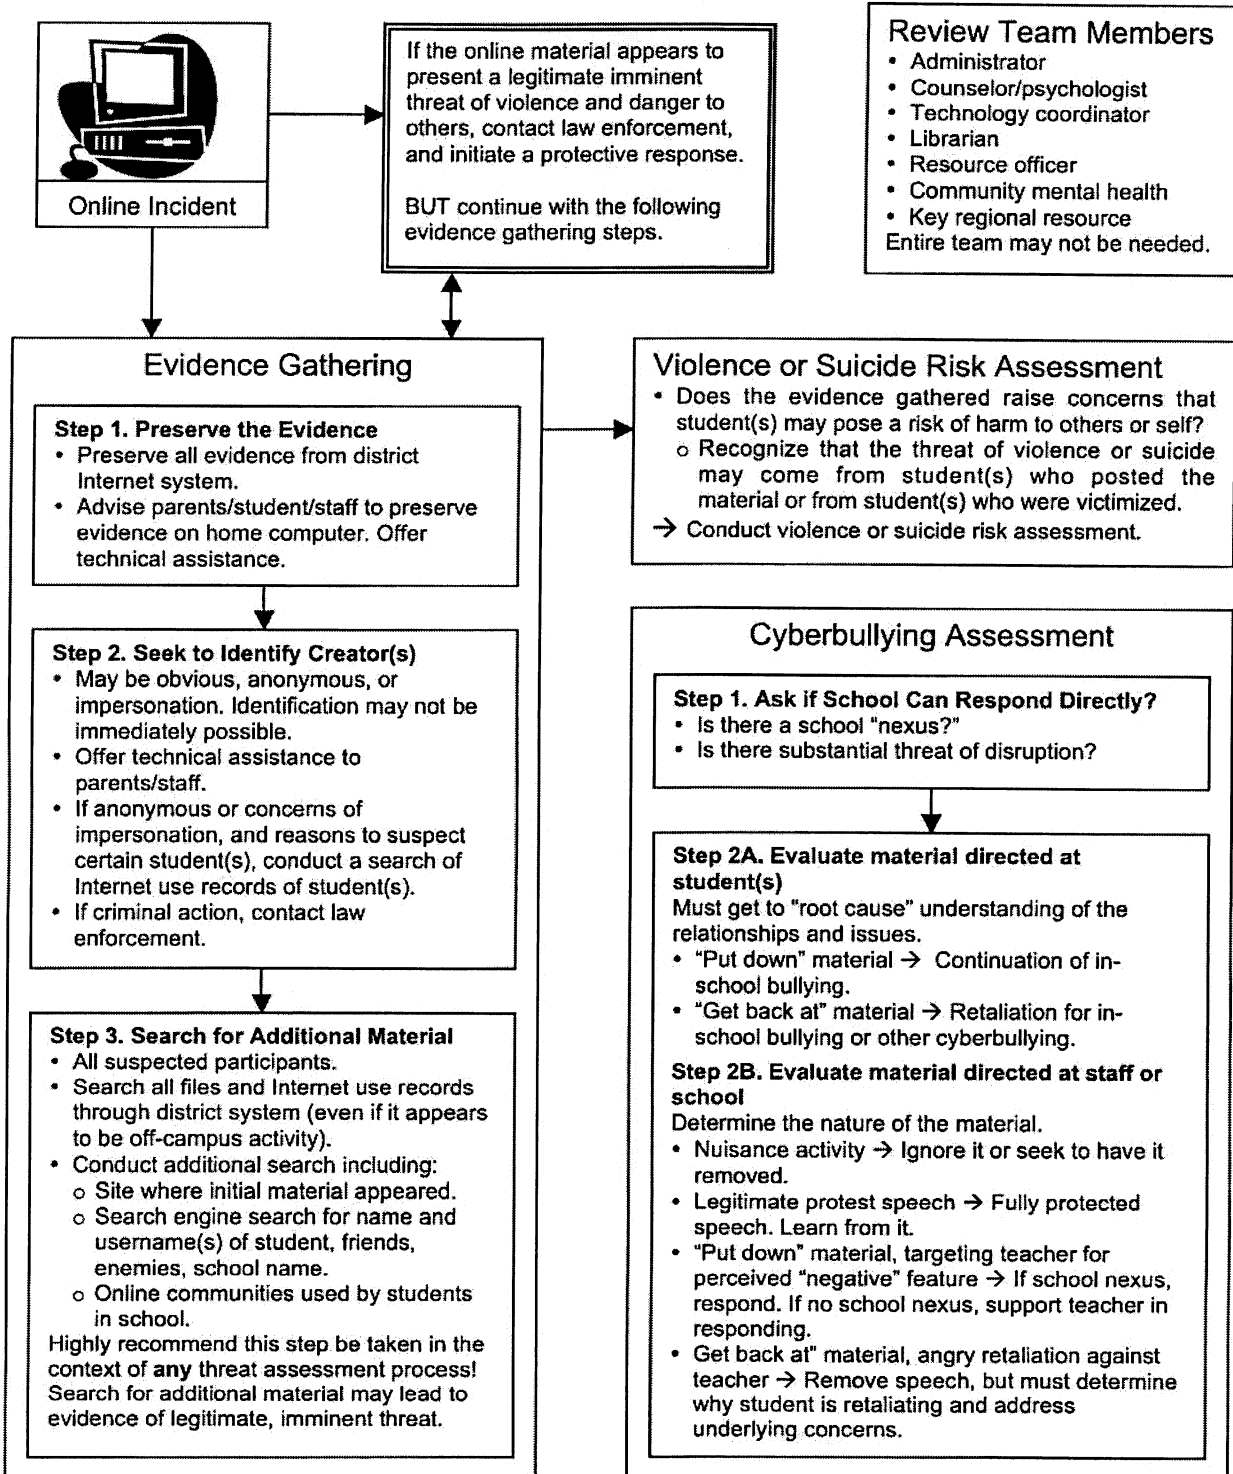 Online Incident
If the online material appears to
present a legitimate imminent
threat of violence and danger to
others, contact law enforcement,
and initiate a protective response.
BUT continue with the following
evidence gathering steps.
Review Team Members
• Administrator
• Counselor/psychologist
• Technology coordinator
• Librarian
• Resource officer
• Community mental health
• Key regional resource
Entire team may not be needed.
Evidence Gathering
Step 1. Preserve the Evidence
• Preserve all evidence from district
Internet system.
• Advise parents/student/staff to preserve
evidence on home computer. Offer
technical assistance.
Step 2. Seek to Identify Creator(s)
• May be obvious, anonymous, or
impersonation. Identification may not be
immediately possible.
• Offer technical assistance to
parents/staff.
• If anonymous or concerns of
impersonation, and reasons to suspect
certain student(s), conduct a search of
Internet use records of student(s).
• If criminal action, contact law
enforcement.
Step 3. Search for Additional Material
• All suspected participants.
• Search all files and Internet use records
through district system (even if it appears
to be off-campus activity).
• Conduct additional search including:
o Site where initial material appeared.
o Search engine search for name and
username(s) of student, friends,
enemies, school name.
o Online communities used by students
in school.
Highly recommend this step be taken in the
context of any threat assessment process!
Search for additional material may lead to
evidence of legitimate, imminent threat.
Violence or Suicide Risk Assessment
• Does the evidence gathered raise concerns that
student(s) may pose a risk of harm to others or self?
o Recognize that the threat of violence or suicide
may come from student(s) who posted the
material or from student(s) who were victimized.
→ Conduct violence or suicide risk assessment.
Cyberbullying Assessment
Step 1. Ask if School Can Respond Directly?
• Is there a school “nexus?”
• Is there substantial threat of disruption?
Step 2A. Evaluate material directed at
student(s)
Must get to “root cause” understanding of the
relationships and issues.
• “Put down” material → Continuation of in-
school bullying.
• “Get back at” material → Retaliation for in-
school bullying or other cyberbullying.
Step 2B. Evaluate material directed at staff or
school
Determine the nature of the material.
• Nuisance activity → Ignore it or seek to have it
removed.
• Legitimate protest speech → Fully protected
speech. Learn from it.
• “Put down” material, targeting teacher for
perceived “negative” feature → If school nexus,
respond. If no school nexus, support teacher in
responding.
• Get back at” material, angry retaliation against
teacher → Remove speech, but must determine
why student is retaliating and address
underlying concerns.